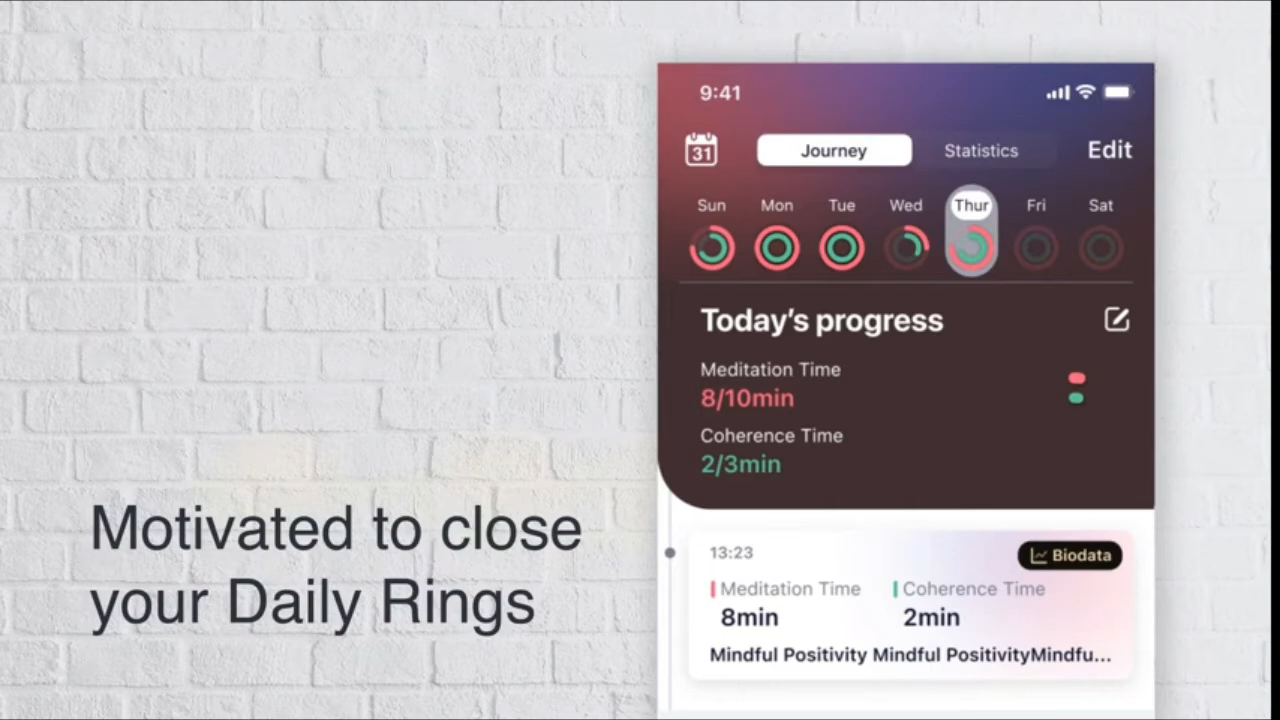 9:41
31
Journey
Statistics
Edit
Sun Mon Tue Wed Thur Fri Sat
Today's progress
Meditation Time
8/10min
Coherence Time
2/3min
Motivated to close
your Daily Rings
13:23
Biodata
Meditation Time Coherence Time
8min 2min
Mindful Positivity Mindful PositivityMindfu...